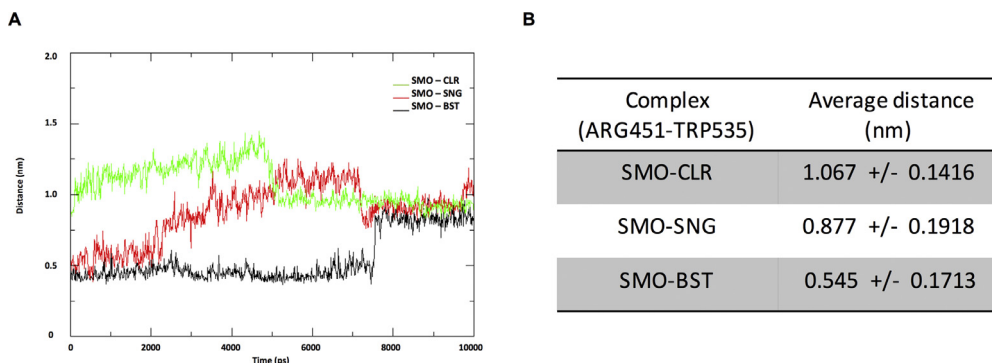 A
B
2.0
1.5
1.0
0.5
0
Distance (nm)
SMO – CLR
SMO – SNG
SMO – BST
0 2000 4000 6000 8000 10000
Time (ps)
Complex Average distance
(ARG451-TRP535) (nm)
SMO-CLR 1.067 +/- 0.1416
SMO-SNG 0.877 +/- 0.1918
SMO-BST 0.545 +/- 0.1713